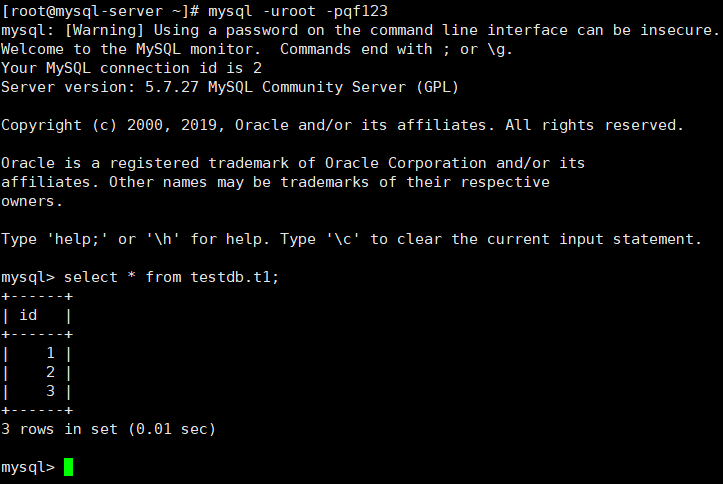 [root@mysql-server ~]# mysql -uroot -pqf123
mysql: [Warning] Using a password on the command line interface can be insecure.
Welcome to the MySQL monitor.  Commands end with ; or \g.
Your MySQL connection id is 2
Server version: 5.7.27 MySQL Community Server (GPL)

Copyright (c) 2000, 2019, Oracle and/or its affiliates. All rights reserved.

Oracle is a registered trademark of Oracle Corporation and/or its
affiliates. Other names may be trademarks of their respective
owners.

Type 'help;' or '\h' for help. Type '\c' to clear the current input statement.

mysql> select * from testdb.t1;
+------+
| id   |
+------+
|    1 |
|    2 |
|    3 |
+------+
3 rows in set (0.01 sec)

mysql>